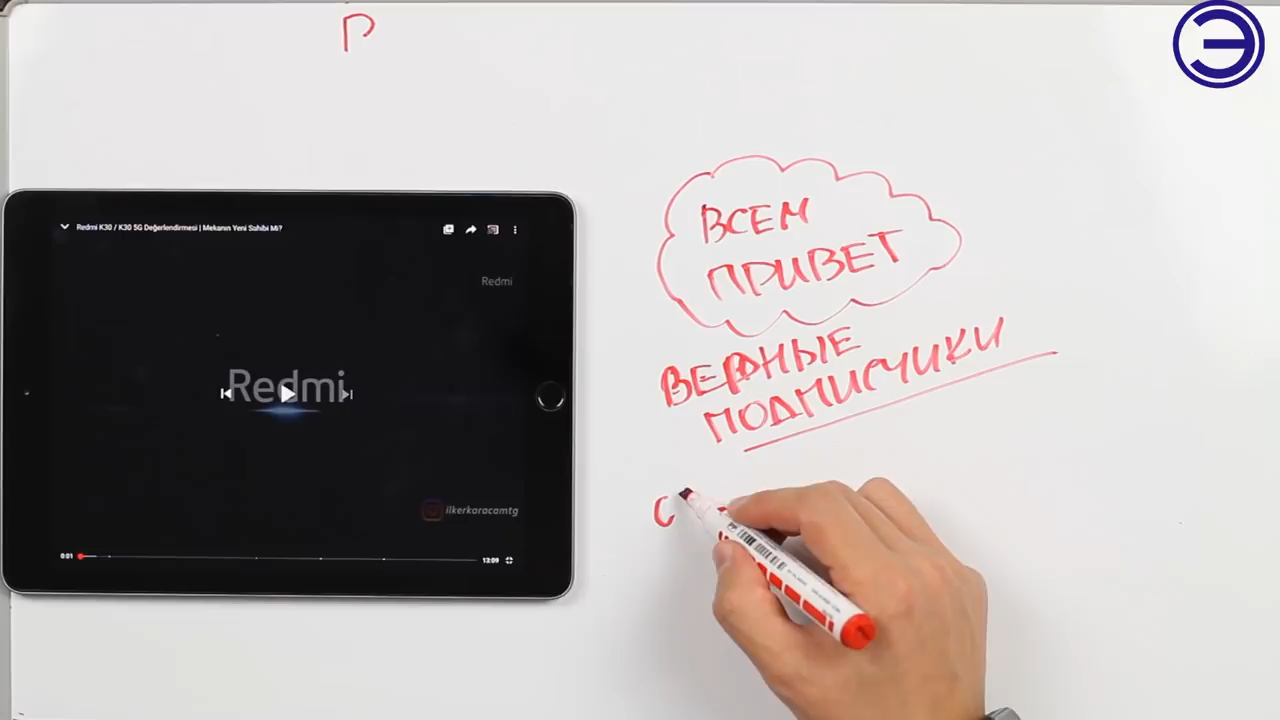 Р
Э
Redmi K30 / K30 5G Değerlendirmesi | Mekanın Yeni Sahibi Mi?
Redmi
Redmi
ilkerkaracamtg
0:01
13:09
ВСЕМ
ПРИВЕТ
ВЕРНЫЕ
ПОДПИСЧИКИ
С